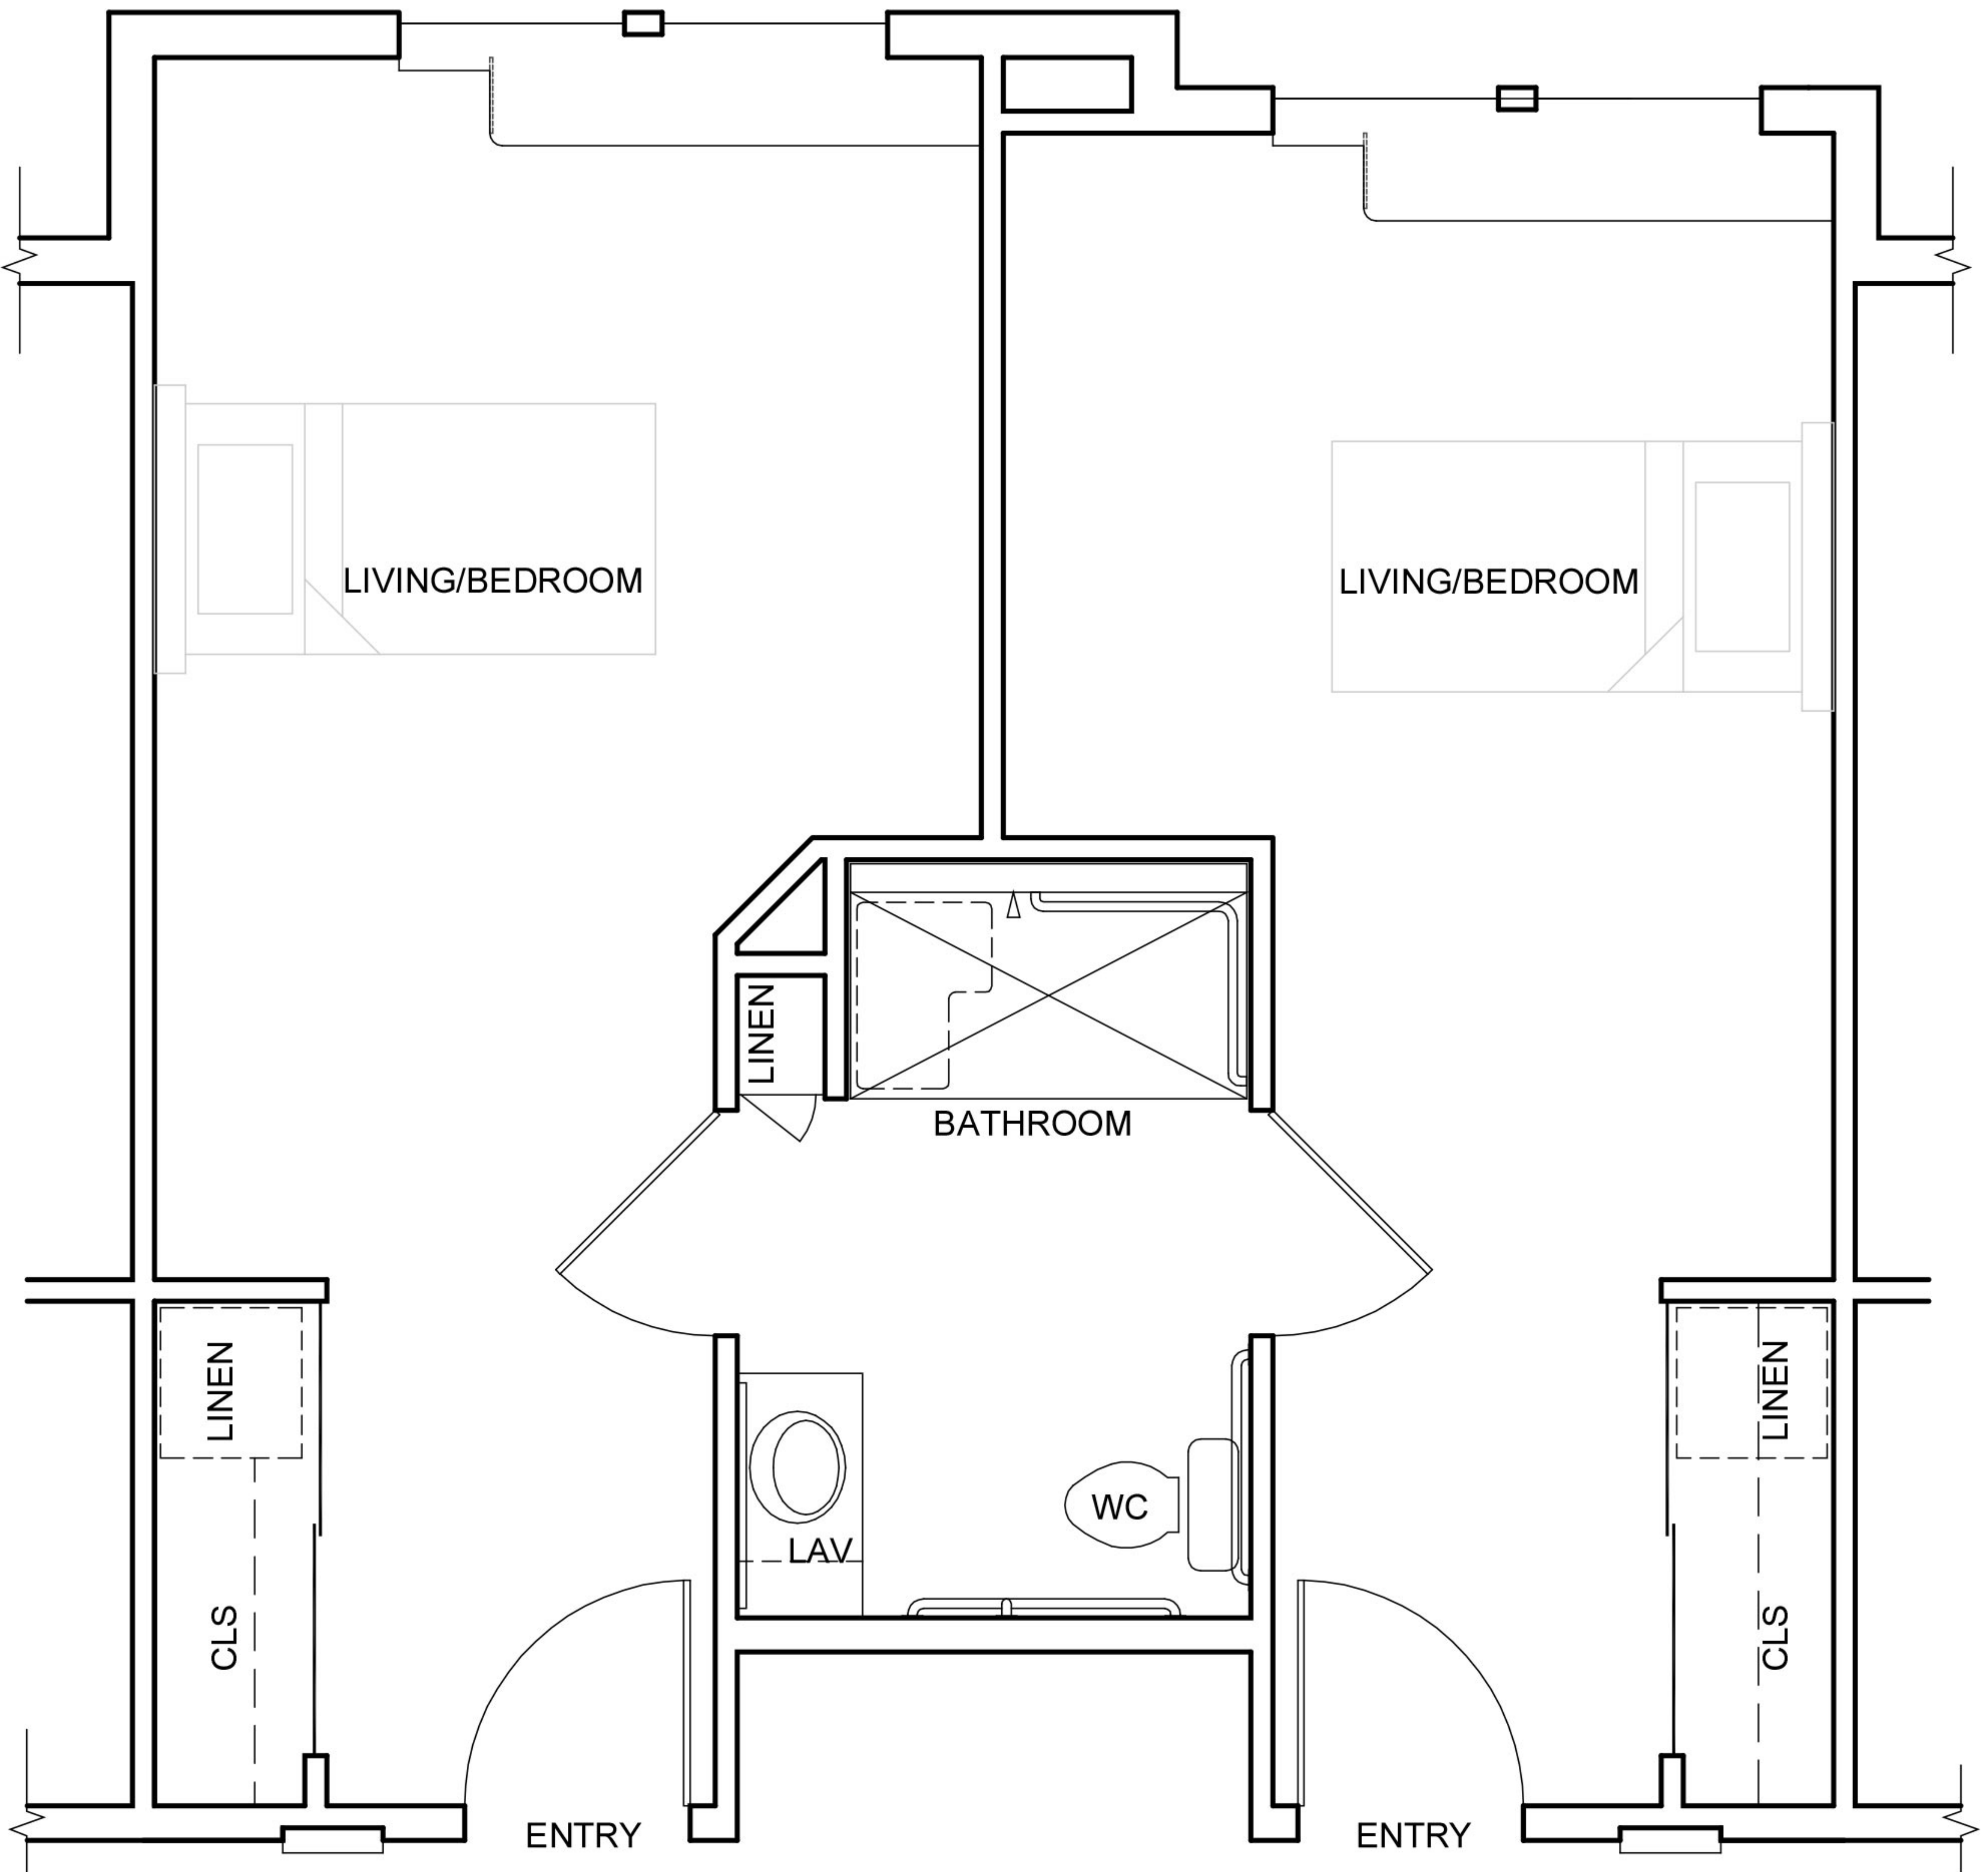 LIVING/BEDROOM
LIVING/BEDROOM
LINEN
BATHROOM
LINEN
LINEN
WC
LAV
CLS
CLS
ENTRY
ENTRY